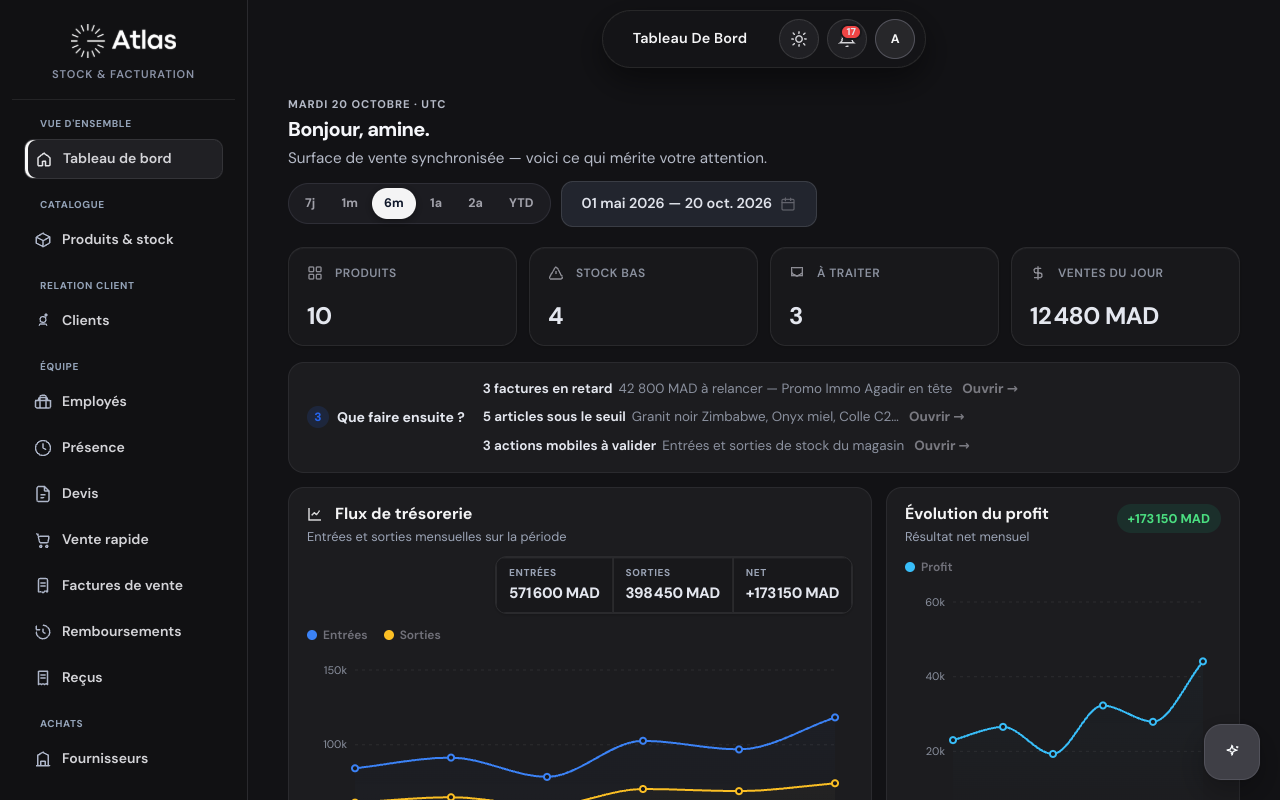 Atlas
STOCK & FACTURATION
VUE D'ENSEMBLE
Tableau de bord
CATALOGUE
Produits & stock
RELATION CLIENT
Clients
ÉQUIPE
Employés
Présence
Devis
Vente rapide
Factures de vente
Remboursements
Reçus
ACHATS
Fournisseurs
Tableau De Bord
17
A
MARDI 20 OCTOBRE · UTC
Bonjour, amine.
Surface de vente synchronisée — voici ce qui mérite votre attention.
7j 1m 6m 1a 2a YTD
01 mai 2026 — 20 oct. 2026
PRODUITS
10
STOCK BAS
4
À TRAITER
3
VENTES DU JOUR
12 480 MAD
3 Que faire ensuite ?
3 factures en retard 42 800 MAD à relancer — Promo Immo Agadir en tête Ouvrir →
5 articles sous le seuil Granit noir Zimbabwe, Onyx miel, Colle C2… Ouvrir →
3 actions mobiles à valider Entrées et sorties de stock du magasin Ouvrir →
Flux de trésorerie
Entrées et sorties mensuelles sur la période
ENTRÉES
571 600 MAD
SORTIES
398 450 MAD
NET
+173 150 MAD
Entrées Sorties
150k
100k
Évolution du profit
+173 150 MAD
Résultat net mensuel
Profit
60k
40k
20k